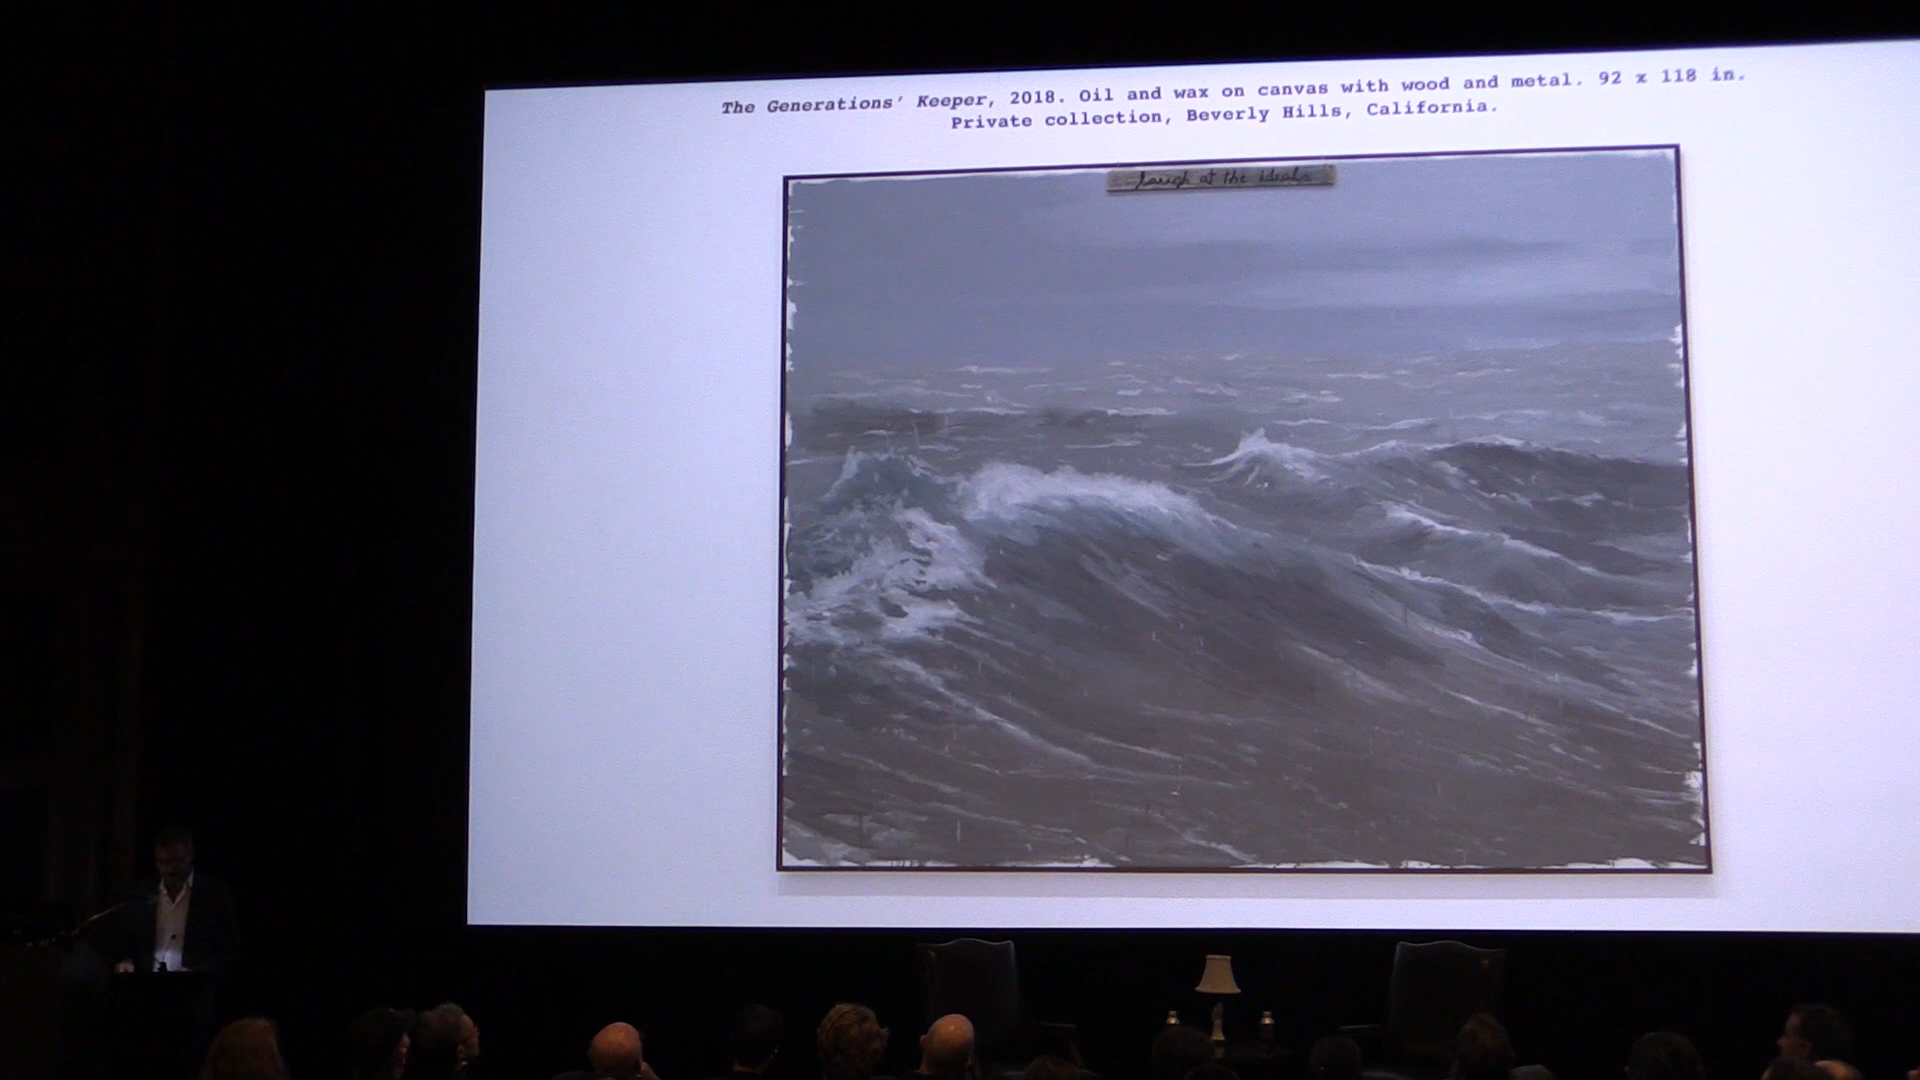 The Generations' Keeper, 2018. Oil and wax on canvas with wood and metal. 92 x 118 in.
Private collection, Beverly Hills, California.
laugh at the ideals